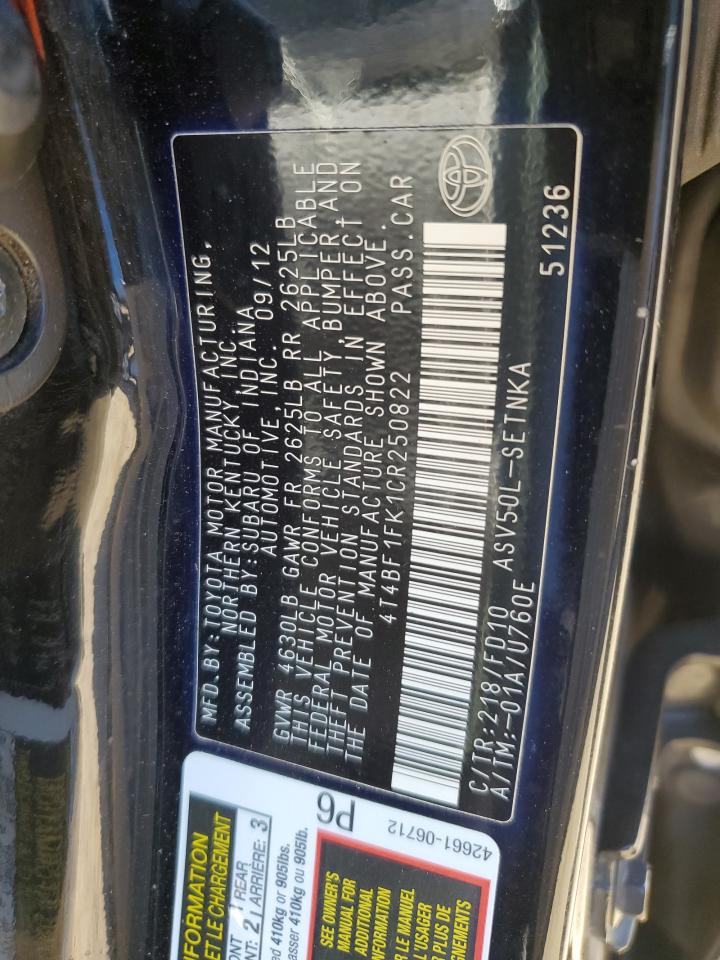 MFD.BY:TOYOTA MOTOR MANUFACTURING,
NORTHERN KENTUCKY, INC.
ASSEMBLED BY:SUBARU OF INDIANA
AUTOMOTIVE, INC. 09/12
GVWR 4630LB GAWR FR 2625LB RR 2625LB
THIS VEHICLE CONFORMS TO ALL APPLICABLE
FEDERAL MOTOR VEHICLE SAFETY, BUMPER, AND
THEFT PREVENTION STANDARDS IN EFFECT ON
THE DATE OF MANUFACTURE SHOWN ABOVE.
4T4BF1FK1CR250822 PASS.CAR
C/TR:218/FD10 ASV50L-SETNKA
A/TM:-01A/U760E
51236
INFORMATION
ET LE CHARGEMENT
2 REAR
2 ARRIÈRE: 3
410kg or 905lbs.
410kg ou 905lb.
P6
SEE OWNER'S
MANUAL FOR
ADDITIONAL
INFORMATION
LE MANUEL
L'USAGER
PLUS DE
42661-06712